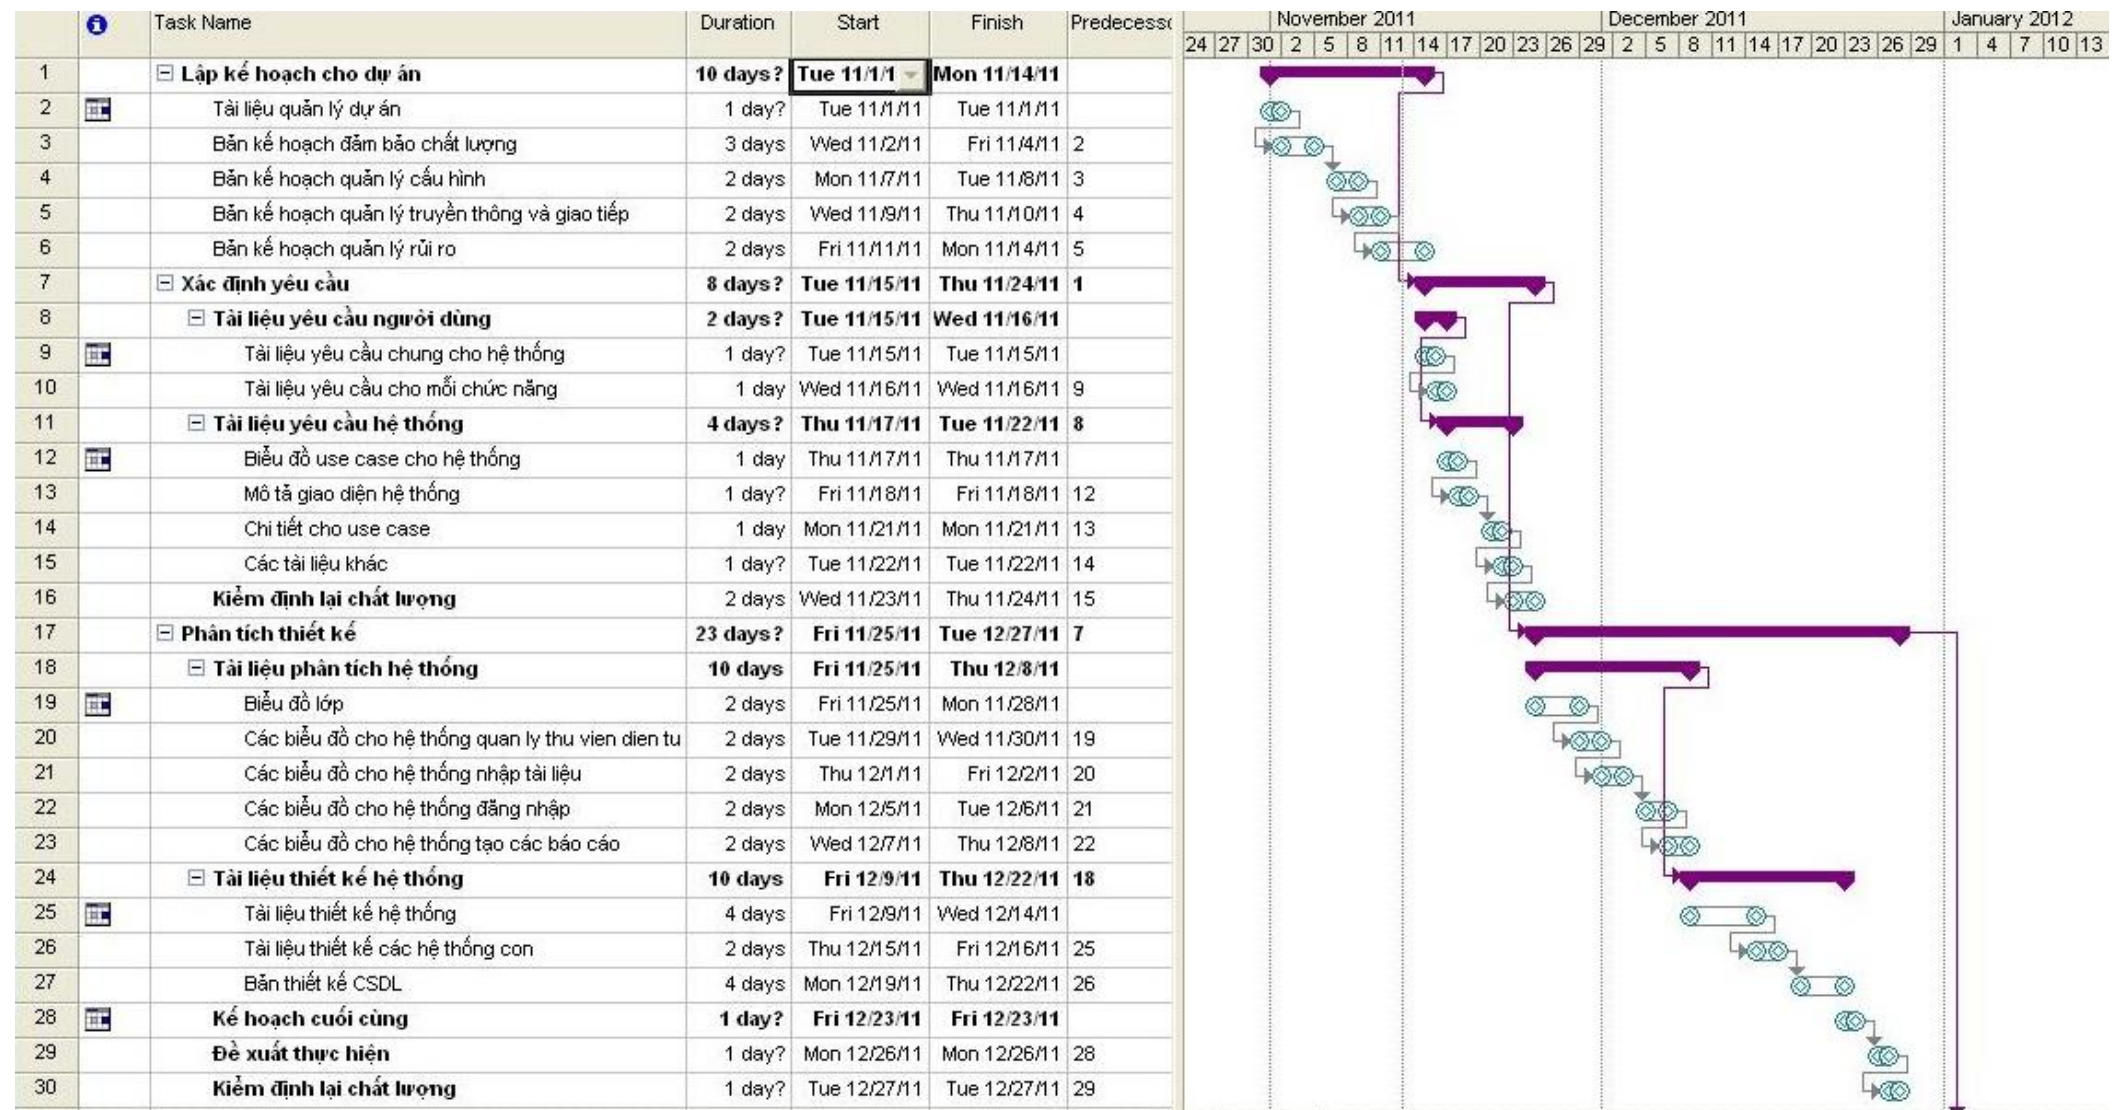 Task Name Duration Start Finish Predecesso November 2011 December 2011 January 2012
24 27 30 2 5 8 11 14 17 20 23 26 29 2 5 8 11 14 17 20 23 26 29 1 4 7 10 13
1 Lập kế hoạch cho dự án 10 days? Tue 11/1/1 Mon 11/14/11
2 Tài liệu quản lý dự án 1 day? Tue 11/1/11 Tue 11/1/11
3 Bản kế hoạch đảm bảo chất lượng 3 days Wed 11/2/11 Fri 11/4/11 2
4 Bản kế hoạch quản lý cấu hình 2 days Mon 11/7/11 Tue 11/8/11 3
5 Bản kế hoạch quản lý truyền thông và giao tiếp 2 days Wed 11/9/11 Thu 11/10/11 4
6 Bản kế hoạch quản lý rủi ro 2 days Fri 11/11/11 Mon 11/14/11 5
7 Xác định yêu cầu 8 days? Tue 11/15/11 Thu 11/24/11 1
8 Tài liệu yêu cầu người dùng 2 days? Tue 11/15/11 Wed 11/16/11
9 Tài liệu yêu cầu chung cho hệ thống 1 day? Tue 11/15/11 Tue 11/15/11
10 Tài liệu yêu cầu cho mỗi chức năng 1 day Wed 11/16/11 Wed 11/16/11 9
11 Tài liệu yêu cầu hệ thống 4 days? Thu 11/17/11 Tue 11/22/11 8
12 Biểu đồ use case cho hệ thống 1 day Thu 11/17/11 Thu 11/17/11
13 Mô tả giao diện hệ thống 1 day? Fri 11/18/11 Fri 11/18/11 12
14 Chi tiết cho use case 1 day Mon 11/21/11 Mon 11/21/11 13
15 Các tài liệu khác 1 day? Tue 11/22/11 Tue 11/22/11 14
16 Kiểm định lại chất lượng 2 days Wed 11/23/11 Thu 11/24/11 15
17 Phân tích thiết kế 23 days? Fri 11/25/11 Tue 12/27/11 7
18 Tài liệu phân tích hệ thống 10 days Fri 11/25/11 Thu 12/8/11
19 Biểu đồ lớp 2 days Fri 11/25/11 Mon 11/28/11
20 Các biểu đồ cho hệ thống quan ly thu vien dien tu 2 days Tue 11/29/11 Wed 11/30/11 19
21 Các biểu đồ cho hệ thống nhập tài liệu 2 days Thu 12/1/11 Fri 12/2/11 20
22 Các biểu đồ cho hệ thống đăng nhập 2 days Mon 12/5/11 Tue 12/6/11 21
23 Các biểu đồ cho hệ thống tạo các báo cáo 2 days Wed 12/7/11 Thu 12/8/11 22
24 Tài liệu thiết kế hệ thống 10 days Fri 12/9/11 Thu 12/22/11 18
25 Tài liệu thiết kế hệ thống 4 days Fri 12/9/11 Wed 12/14/11
26 Tài liệu thiết kế các hệ thống con 2 days Thu 12/15/11 Fri 12/16/11 25
27 Bản thiết kế CSDL 4 days Mon 12/19/11 Thu 12/22/11 26
28 Kế hoạch cuối cùng 1 day? Fri 12/23/11 Fri 12/23/11
29 Đề xuất thực hiện 1 day? Mon 12/26/11 Mon 12/26/11 28
30 Kiểm định lại chất lượng 1 day? Tue 12/27/11 Tue 12/27/11 29